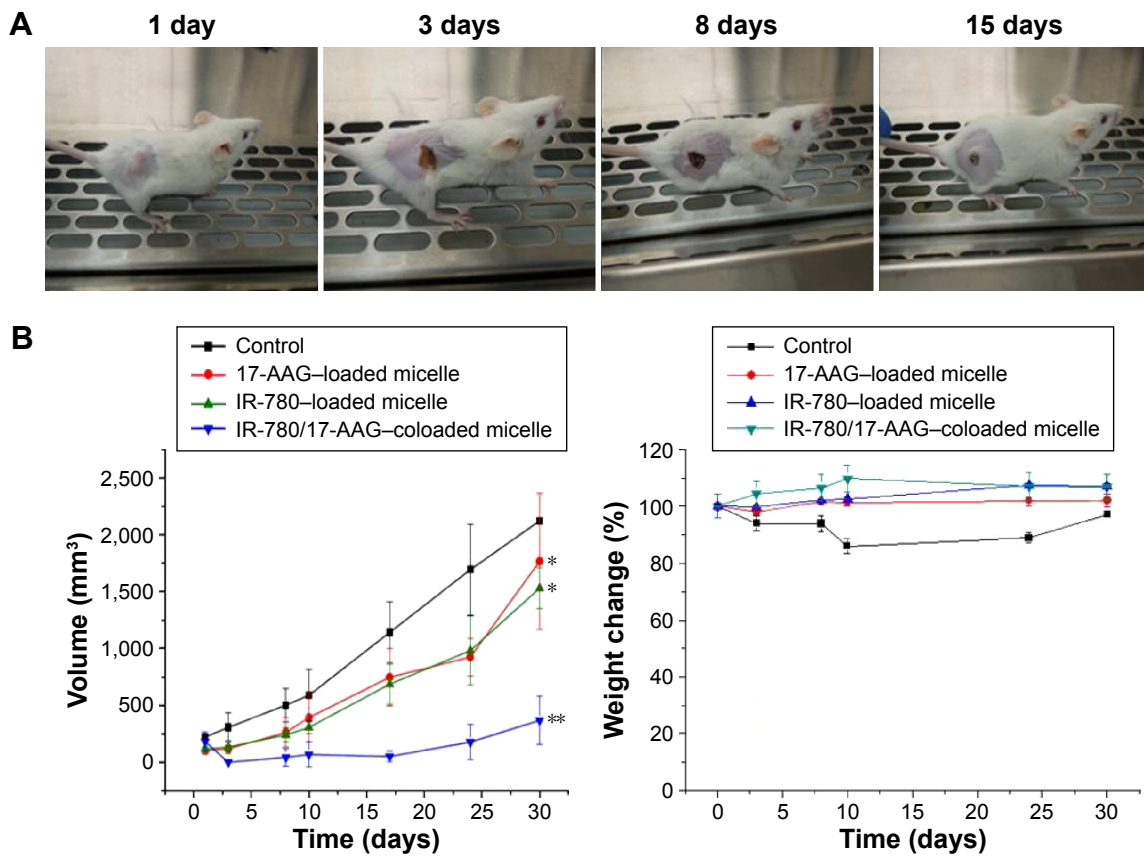 A
1 day
3 days
8 days
15 days
B
Control
17-AAG–loaded micelle
IR-780–loaded micelle
IR-780/17-AAG–coloaded micelle
Volume (mm³)
2,500
2,000
1,500
1,000
500
0
*
*
**
0 5 10 15 20 25 30
Time (days)
Control
17-AAG–loaded micelle
IR-780–loaded micelle
IR-780/17-AAG–coloaded micelle
Weight change (%)
120
100
80
60
40
20
0
0 5 10 15 20 25 30
Time (days)